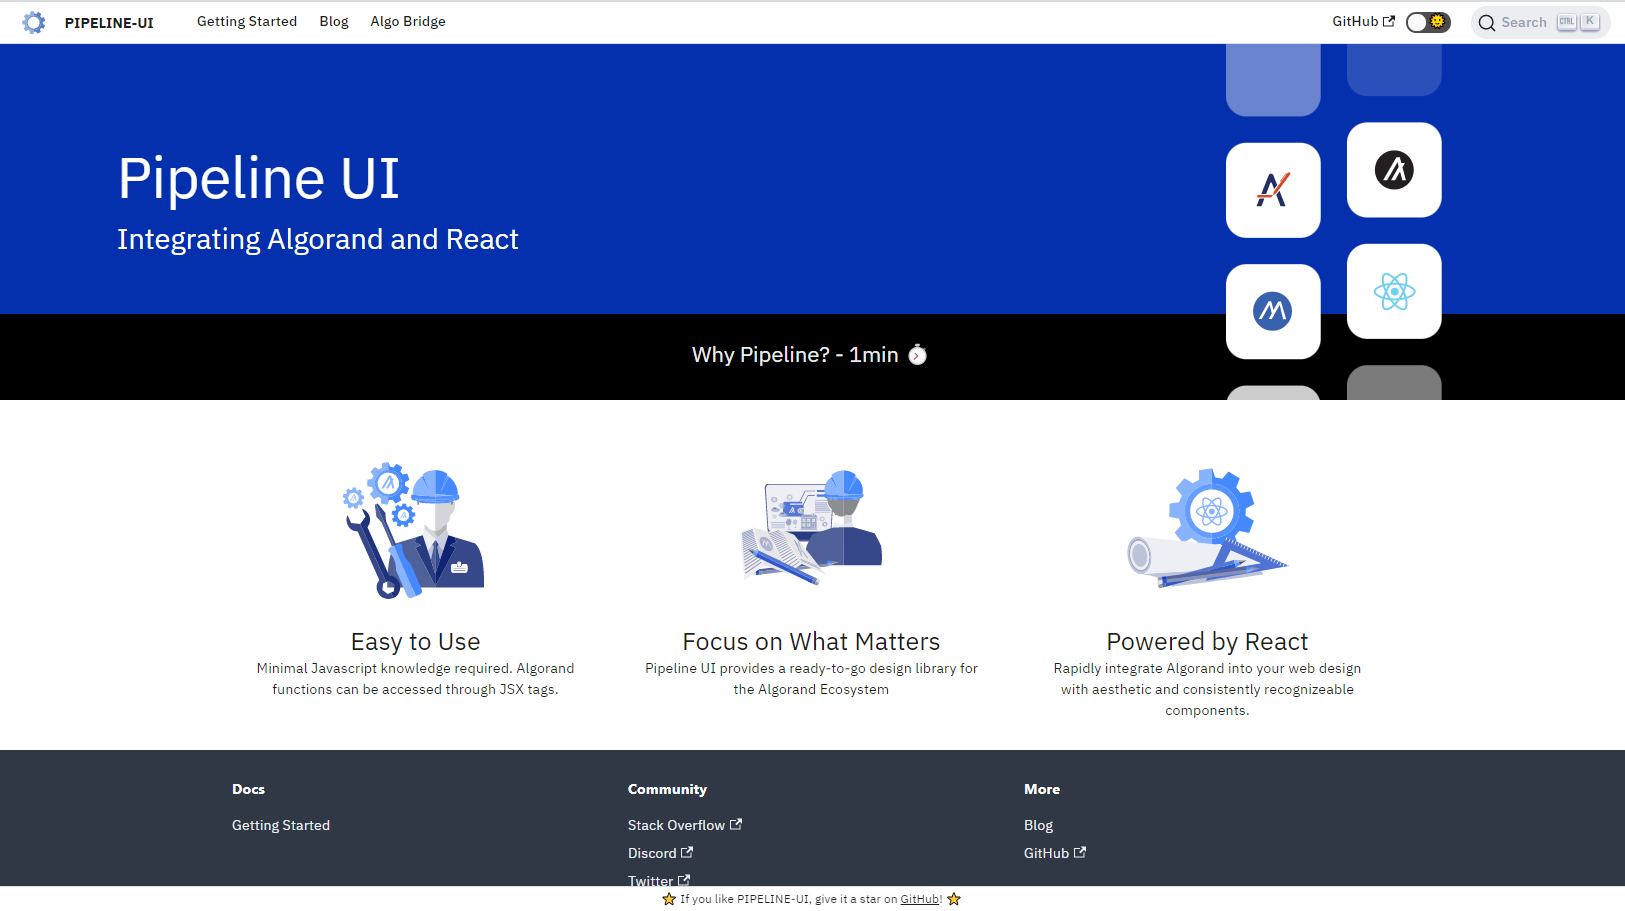 PIPELINE-UI
Getting Started
Blog
Algo Bridge
GitHub
Search
CTRL
K
Pipeline UI
Integrating Algorand and React
Why Pipeline? - 1min
Easy to Use
Minimal Javascript knowledge required. Algorand
functions can be accessed through JSX tags.
Focus on What Matters
Pipeline UI provides a ready-to-go design library for
the Algorand Ecosystem
Powered by React
Rapidly integrate Algorand into your web design
with aesthetic and consistently recognizeable
components.
Docs
Getting Started
Community
Stack Overflow
Discord
Twitter
More
Blog
GitHub
⭐ If you like PIPELINE-UI, give it a star on GitHub! ⭐